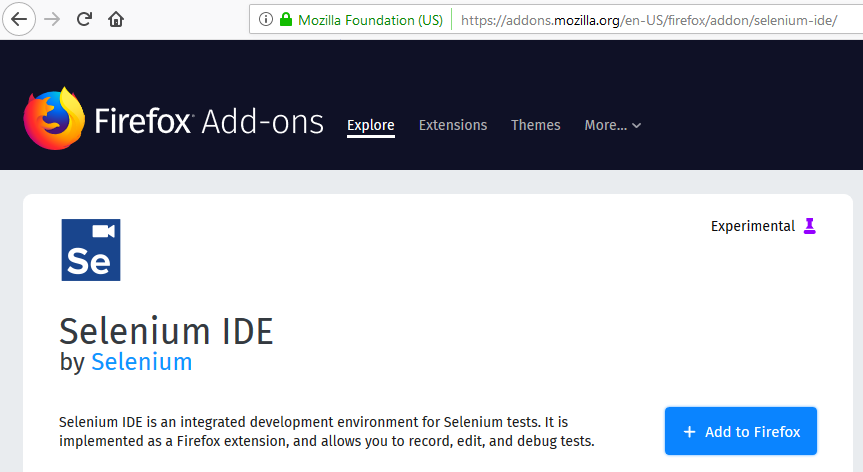 Mozilla Foundation (US) https://addons.mozilla.org/en-US/firefox/addon/selenium-ide/
Firefox Add-ons Explore Extensions Themes More...
Se
Experimental
Selenium IDE
by Selenium
Selenium IDE is an integrated development environment for Selenium tests. It is
implemented as a Firefox extension, and allows you to record, edit, and debug tests.
+ Add to Firefox